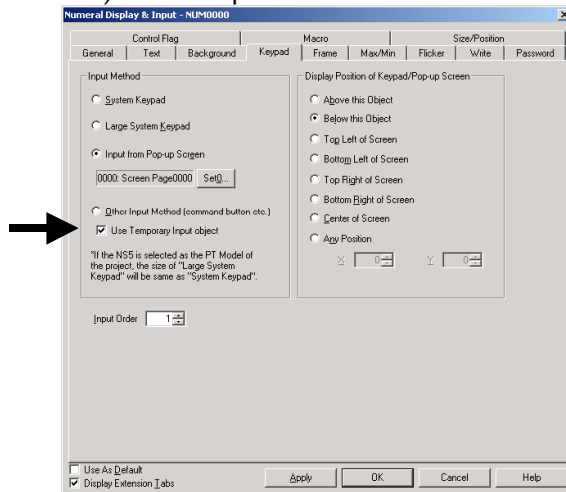 Numeral Display & Input - NUM0000
Control Flag Macro Size/Position
General Text Background Keypad Frame Max/Min Flicker Write Password
Input Method
System Keypad
Large System Keypad
Input from Pop-up Screen
0000: Screen Page0000 Set0...
Other Input Method (command button etc.)
Use Temporary Input object
"If the NS5 is selected as the PT Model of
the project, the size of "Large System
Keypad" will be same as "System Keypad".
Display Position of Keypad/Pop-up Screen
Above this Object
Below this Object
Top Left of Screen
Bottom Left of Screen
Top Right of Screen
Bottom Right of Screen
Center of Screen
Any Position
X 0 Y 0
Input Order 1
Use As Default
Display Extension Tabs
Apply OK Cancel Help